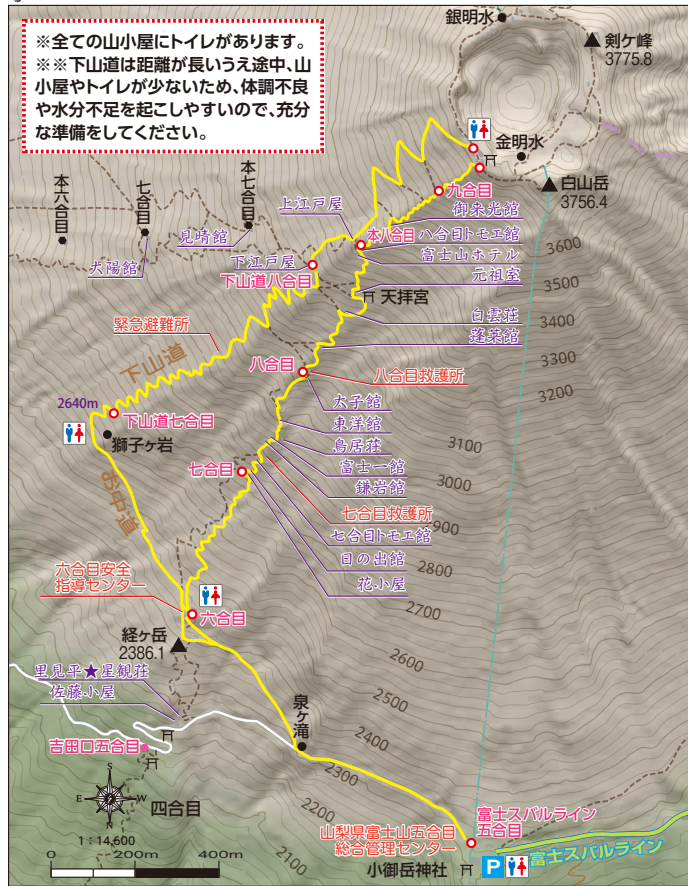 ※全ての山小屋にトイレがあります。
※※下山道は距離が長いうえ途中、山
小屋やトイレが少ないため、体調不良
や水分不足を起こしやすいので、充分
な準備をしてください。
銀明水
剣ケ峰
3775.8
金明水
白山岳
3756.4
九合目
本六合目
七合目
本七合目
見晴館
犬陽館
上江戸屋
本八合目
御来光館
八合目トモエ館
富士山ホテル
元祖室
下江戸屋
下山道八合目
天拝宮
白雲荘
蓬莱館
緊急避難所
下山道
八合目
八合目救護所
太子館
東洋館
鳥居荘
富士一館
鎌岩館
七合目
七合目救護所
七合目トモエ館
日の出館
花小屋
2640m
下山道七合目
獅子ヶ岩
お中道
六合目安全
指導センター
六合目
経ヶ岳
2386.1
里見平★星観荘
佐藤小屋
泉ヶ滝
吉田口五合目
四合目
S
E
W
N
1：14,600
0
200m
400m
山梨県富士山五合目
総合管理センター
富士スバルライン
五合目
小御岳神社
P
富士スバルライン
3600
3500
3400
3300
3200
3100
3000
900
2800
2700
2600
2500
2400
2300
2200
2100